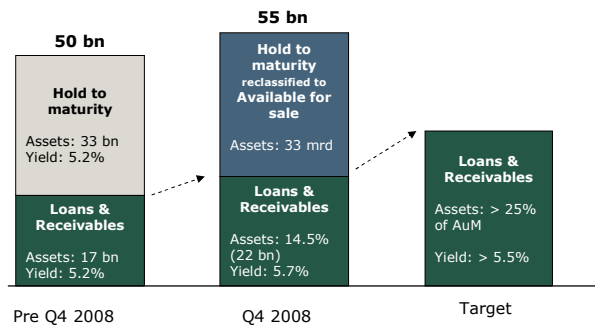 50 bn
Hold to
maturity
Assets: 33 bn
Yield: 5.2%
Loans &
Receivables
Assets: 17 bn
Yield: 5.2%
Pre Q4 2008
55 bn
Hold to
maturity
reclassified to
Available for
sale
Assets: 33 mrd
Loans &
Receivables
Assets: 14.5%
(22 bn)
Yield: 5.7%
Q4 2008
Loans &
Receivables
Assets: > 25%
of AuM
Yield: > 5.5%
Target